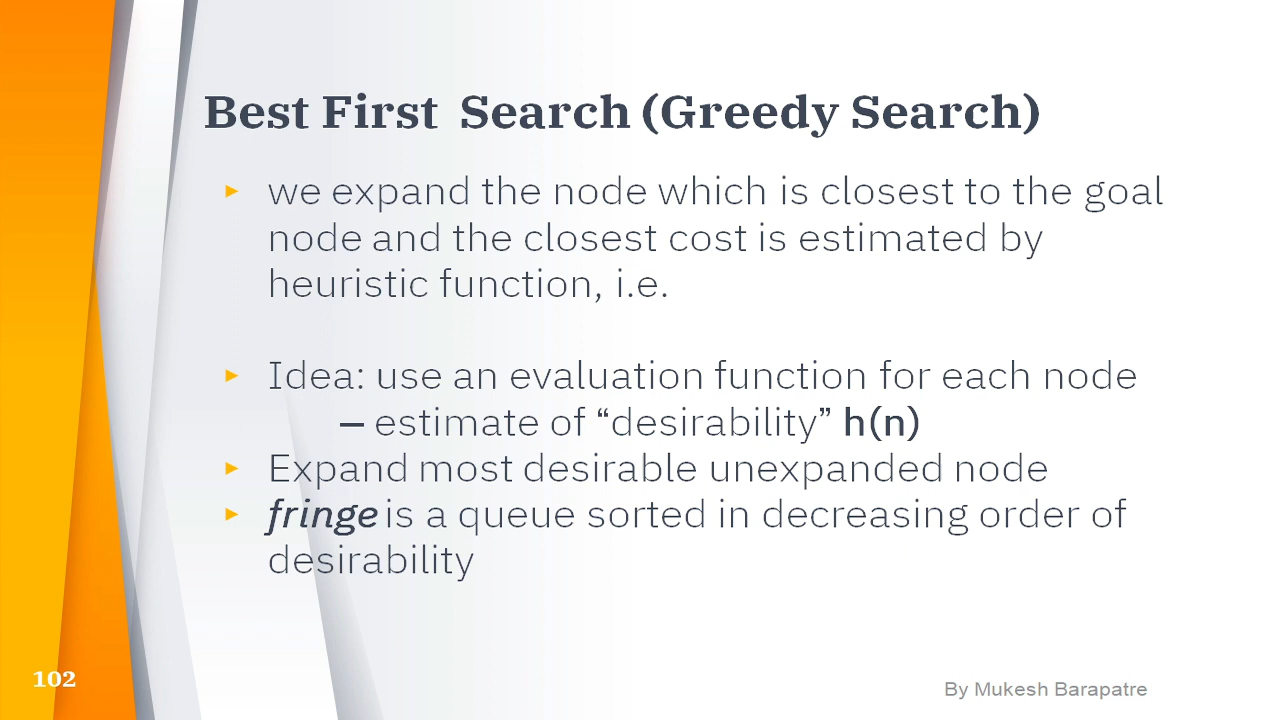 Best First Search (Greedy Search)
▸ we expand the node which is closest to the goal
node and the closest cost is estimated by
heuristic function, i.e.
▸ Idea: use an evaluation function for each node
– estimate of “desirability” h(n)
▸ Expand most desirable unexpanded node
▸ fringe is a queue sorted in decreasing order of
desirability
102
By Mukesh Barapatre